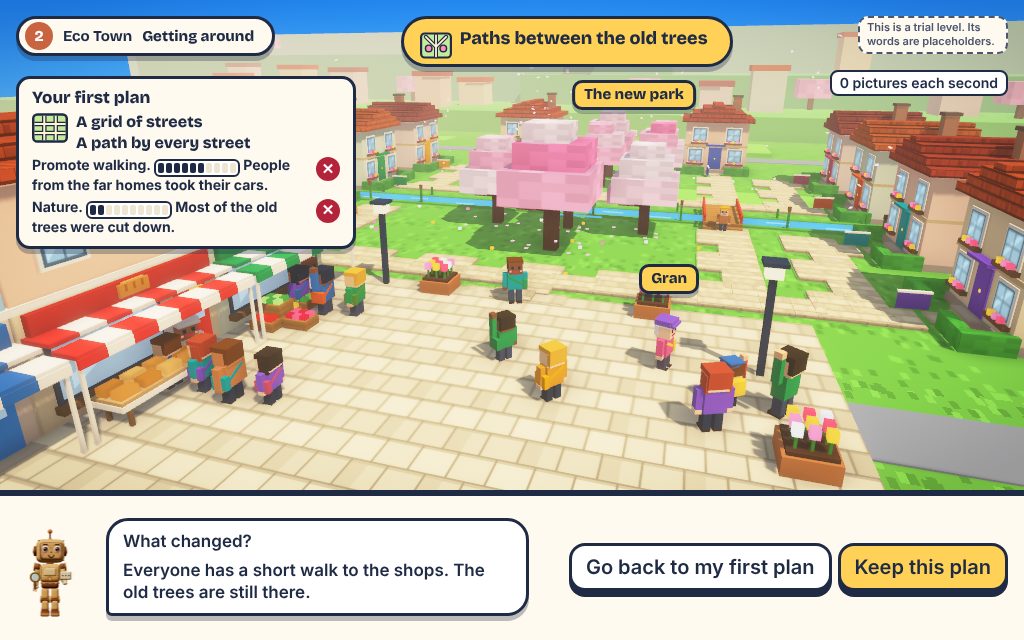 2 Eco Town Getting around
Paths between the old trees
This is a trial level. Its
words are placeholders.
0 pictures each second
The new park
Your first plan
A grid of streets
A path by every street
Promote walking. People
from the far homes took their cars.
Nature. Most of the old
trees were cut down.
Gran
What changed?
Everyone has a short walk to the shops. The
old trees are still there.
Go back to my first plan
Keep this plan